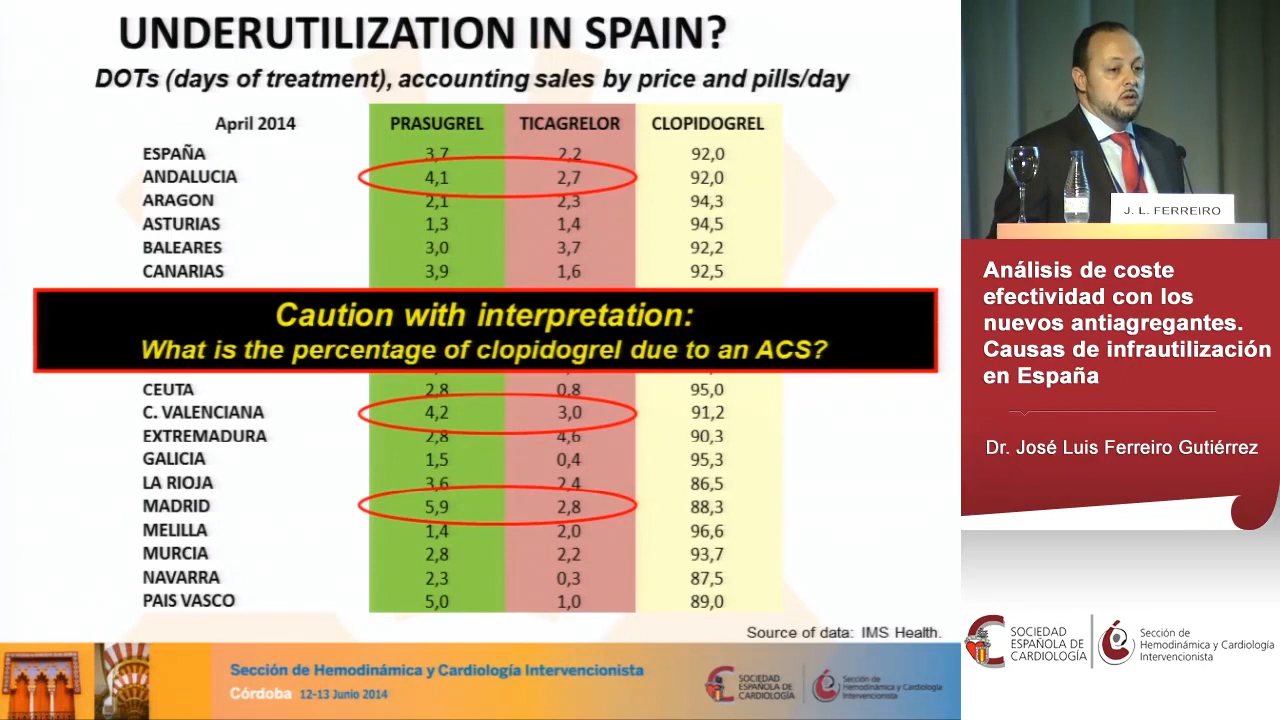 UNDERUTILIZATION IN SPAIN?
DOTs (days of treatment), accounting sales by price and pills/day
April 2014 PRASUGREL TICAGRELOR CLOPIDOGREL
ESPAÑA 3,7 2,2 92,0
ANDALUCIA 4,1 2,7 92,0
ARAGON 2,1 2,3 94,3
ASTURIAS 1,3 1,4 94,5
BALEARES 3,0 3,7 92,2
CANARIAS 3,9 1,6 92,5
Caution with interpretation:
What is the percentage of clopidogrel due to an ACS?
CEUTA 2,8 0,8 95,0
C. VALENCIANA 4,2 3,0 91,2
EXTREMADURA 2,8 4,6 90,3
GALICIA 1,5 0,4 95,3
LA RIOJA 3,6 2,4 86,5
MADRID 5,9 2,8 88,3
MELILLA 1,4 2,0 96,6
MURCIA 2,8 2,2 93,7
NAVARRA 2,3 0,3 87,5
PAIS VASCO 5,0 1,0 89,0
Source of data: IMS Health.
Sección de Hemodinámica y Cardiología Intervencionista
Córdoba 12-13 Junio 2014
SOCIEDAD
ESPAÑOLA DE
CARDIOLOGÍA
Sección de
Hemodinámica y Cardiología
Intervencionista
J. L. FERREIRO
Análisis de coste
efectividad con los
nuevos antiagregantes.
Causas de infrautilización
en España
Dr. José Luis Ferreiro Gutiérrez
SOCIEDAD
ESPAÑOLA DE
CARDIOLOGÍA
Sección de
Hemodinámica y Cardiología
Intervencionista